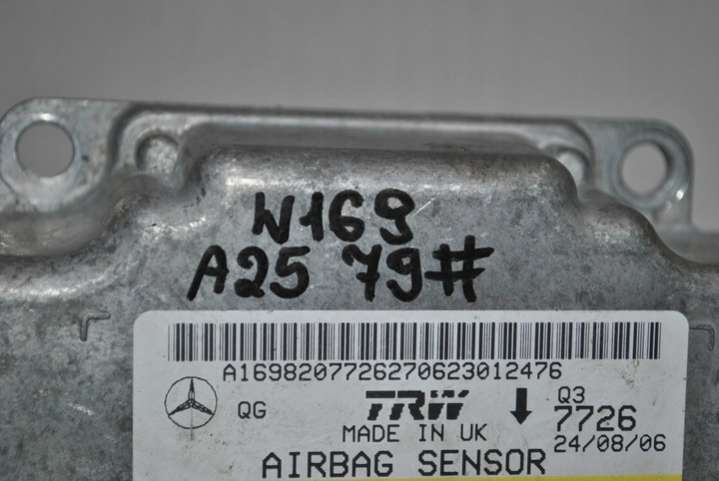 W169
A25 79#
A1698207726270623012476
QG TRW Q3
7726
MADE IN UK 24/08/06
AIRBAG SENSOR